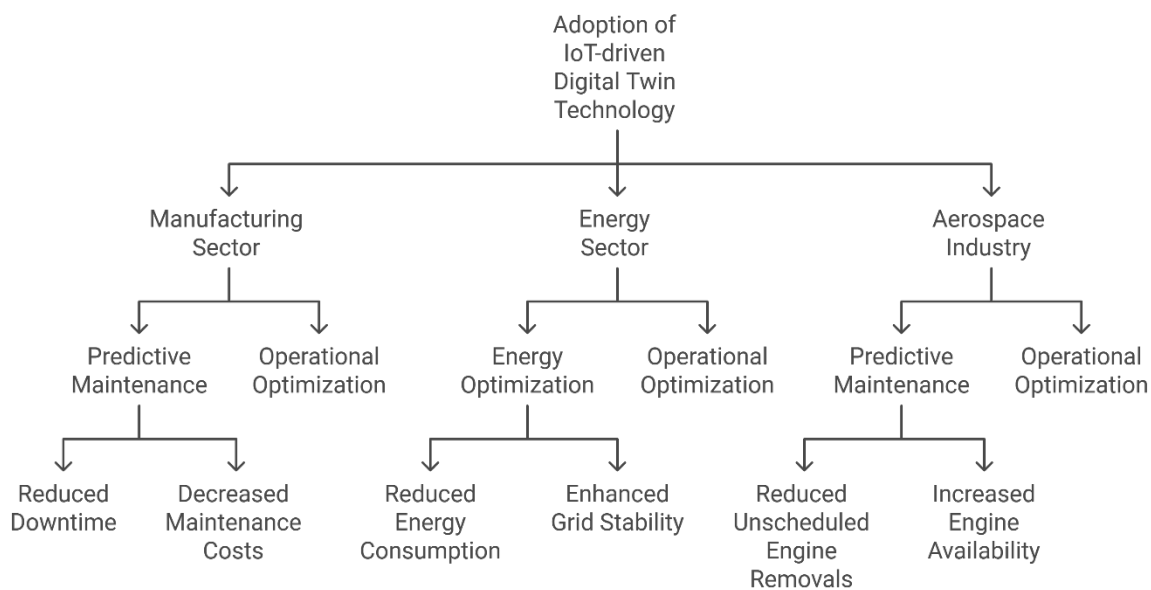 Adoption of
IoT-driven
Digital Twin
Technology
Manufacturing
Sector
Energy
Sector
Aerospace
Industry
Predictive
Maintenance
Operational
Optimization
Energy
Optimization
Operational
Optimization
Predictive
Maintenance
Operational
Optimization
Reduced
Downtime
Decreased
Maintenance
Costs
Reduced
Energy
Consumption
Enhanced
Grid Stability
Reduced
Unscheduled
Engine
Removals
Increased
Engine
Availability